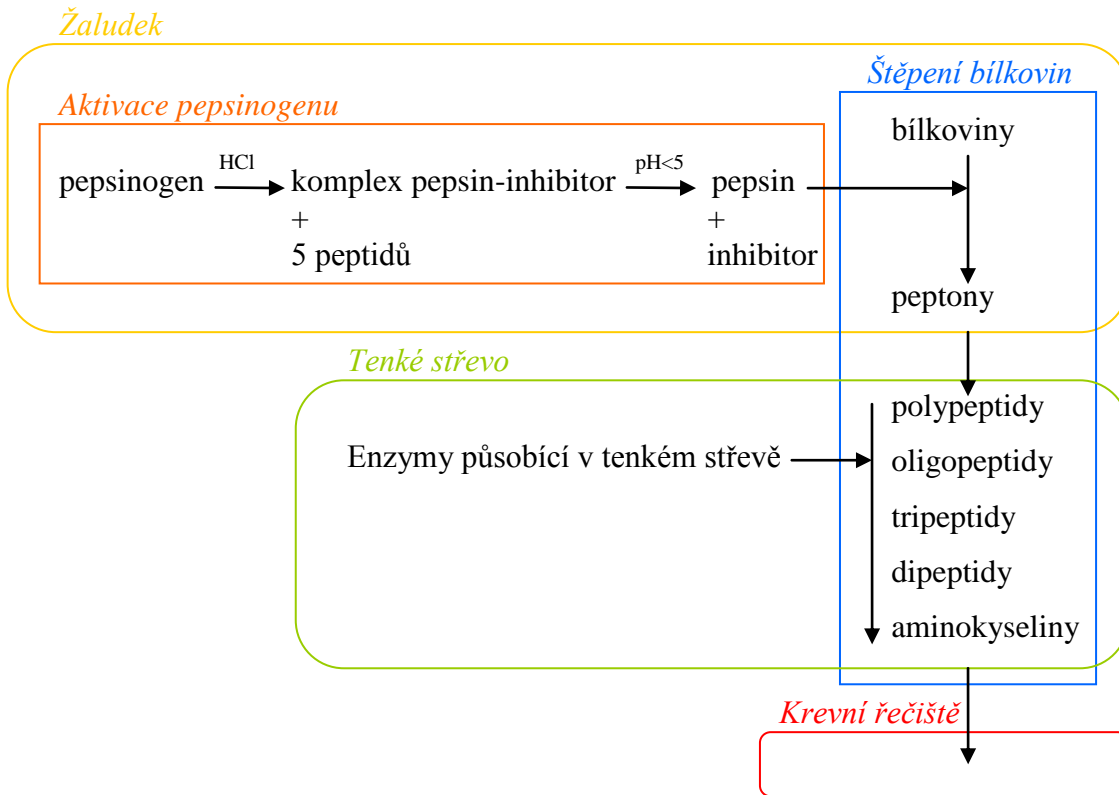 Žaludek
Štěpení bílkovin
Aktivace pepsinogenu
bílkoviny
HCl
pH<5
pepsinogen komplex pepsin-inhibitor pepsin
+ +
5 peptidů inhibitor
peptony
Tenké střevo
polypeptidy
Enzymy působící v tenkém střevě oligopeptidy
tripeptidy
dipeptidy
aminokyseliny
Krevní řečiště